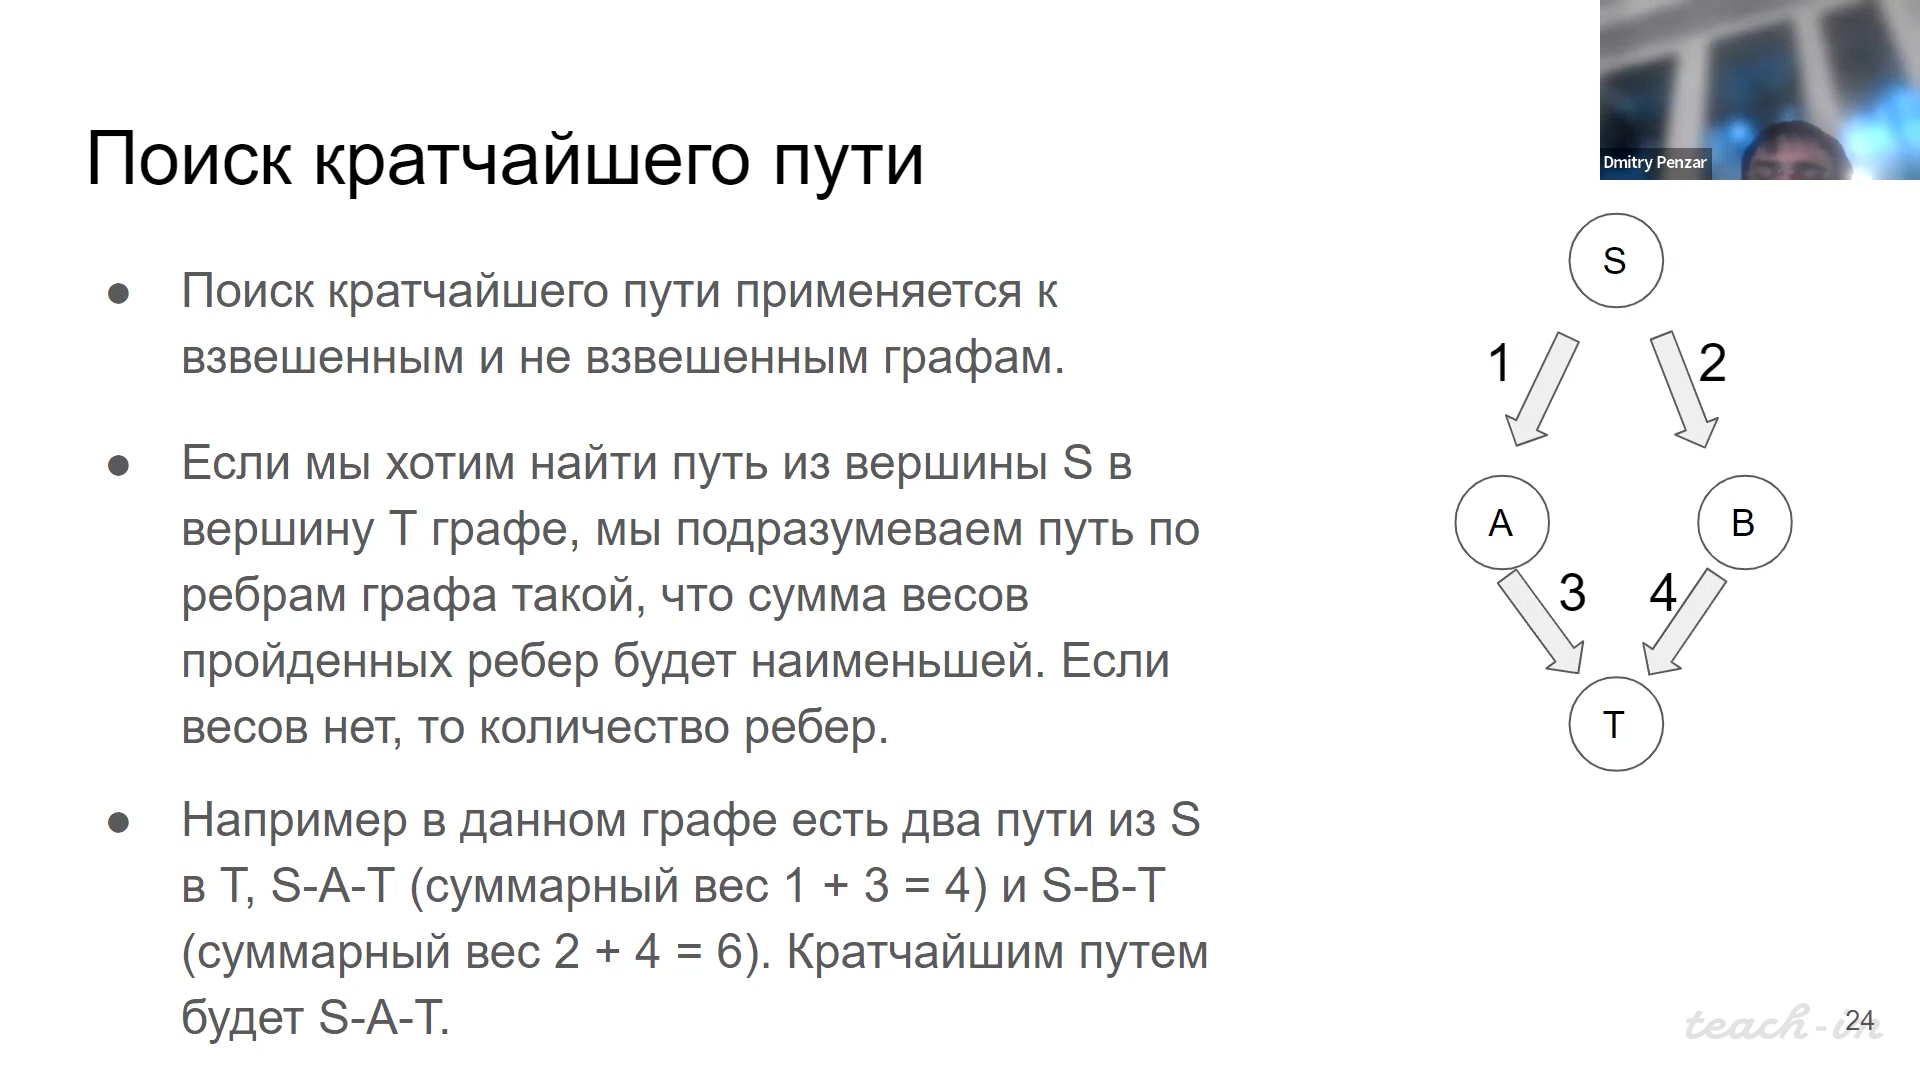 Dmitry Penzar
Поиск кратчайшего пути
● Поиск кратчайшего пути применяется к
взвешенным и не взвешенным графам.
● Если мы хотим найти путь из вершины S в
вершину T графе, мы подразумеваем путь по
ребрам графа такой, что сумма весов
пройденных ребер будет наименьшей. Если
весов нет, то количество ребер.
● Например в данном графе есть два пути из S
в T, S-A-T (суммарный вес 1 + 3 = 4) и S-B-T
(суммарный вес 2 + 4 = 6). Кратчайшим путем
будет S-A-T.
S
1 2
A B
3 4
T
teach-in
24